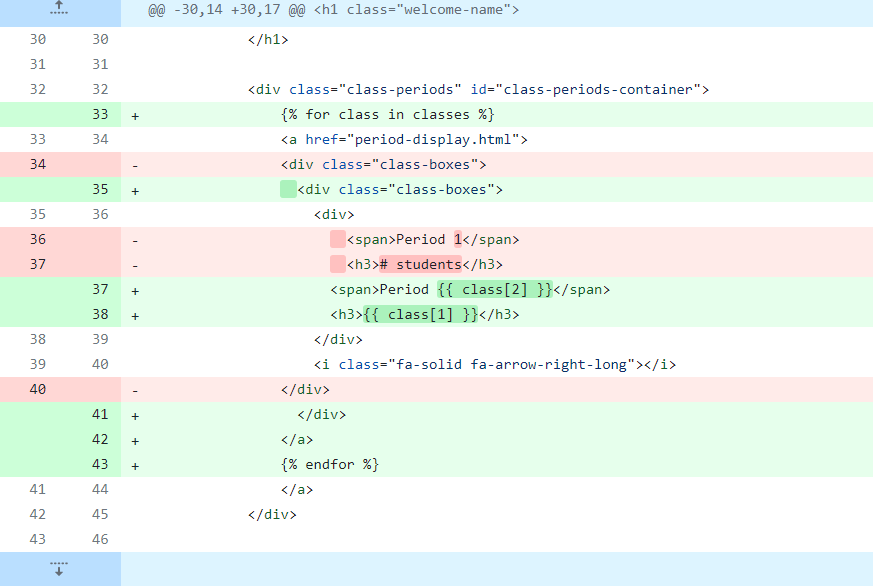 @@ -30,14 +30,17 @@ <h1 class="welcome-name">
30 30 </h1>
31 31
32 32 <div class="class-periods" id="class-periods-container">
33 + {% for class in classes %}
33 34 <a href="period-display.html">
34 - <div class="class-boxes">
35 + <div class="class-boxes">
35 36 <div>
36 - <span>Period 1</span>
37 - <h3># students</h3>
37 + <span>Period {{ class[2] }}</span>
38 + <h3>{{ class[1] }}</h3>
38 39 </div>
39 40 <i class="fa-solid fa-arrow-right-long"></i>
40 - </div>
41 + </div>
42 + </a>
43 + {% endfor %}
41 44 </a>
42 45 </div>
43 46